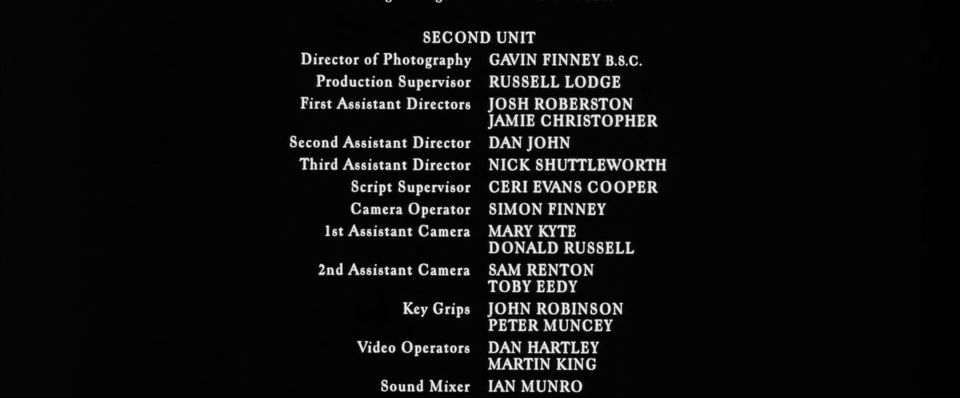 SECOND UNIT
Director of Photography GAVIN FINNEY B.S.C.
Production Supervisor RUSSELL LODGE
First Assistant Directors JOSH ROBERSTON
JAMIE CHRISTOPHER
Second Assistant Director DAN JOHN
Third Assistant Director NICK SHUTTLEWORTH
Script Supervisor CERI EVANS COOPER
Camera Operator SIMON FINNEY
1st Assistant Camera MARY KYTE
DONALD RUSSELL
2nd Assistant Camera SAM RENTON
TOBY EEDY
Key Grips JOHN ROBINSON
PETER MUNCEY
Video Operators DAN HARTLEY
MARTIN KING
Sound Mixer IAN MUNRO